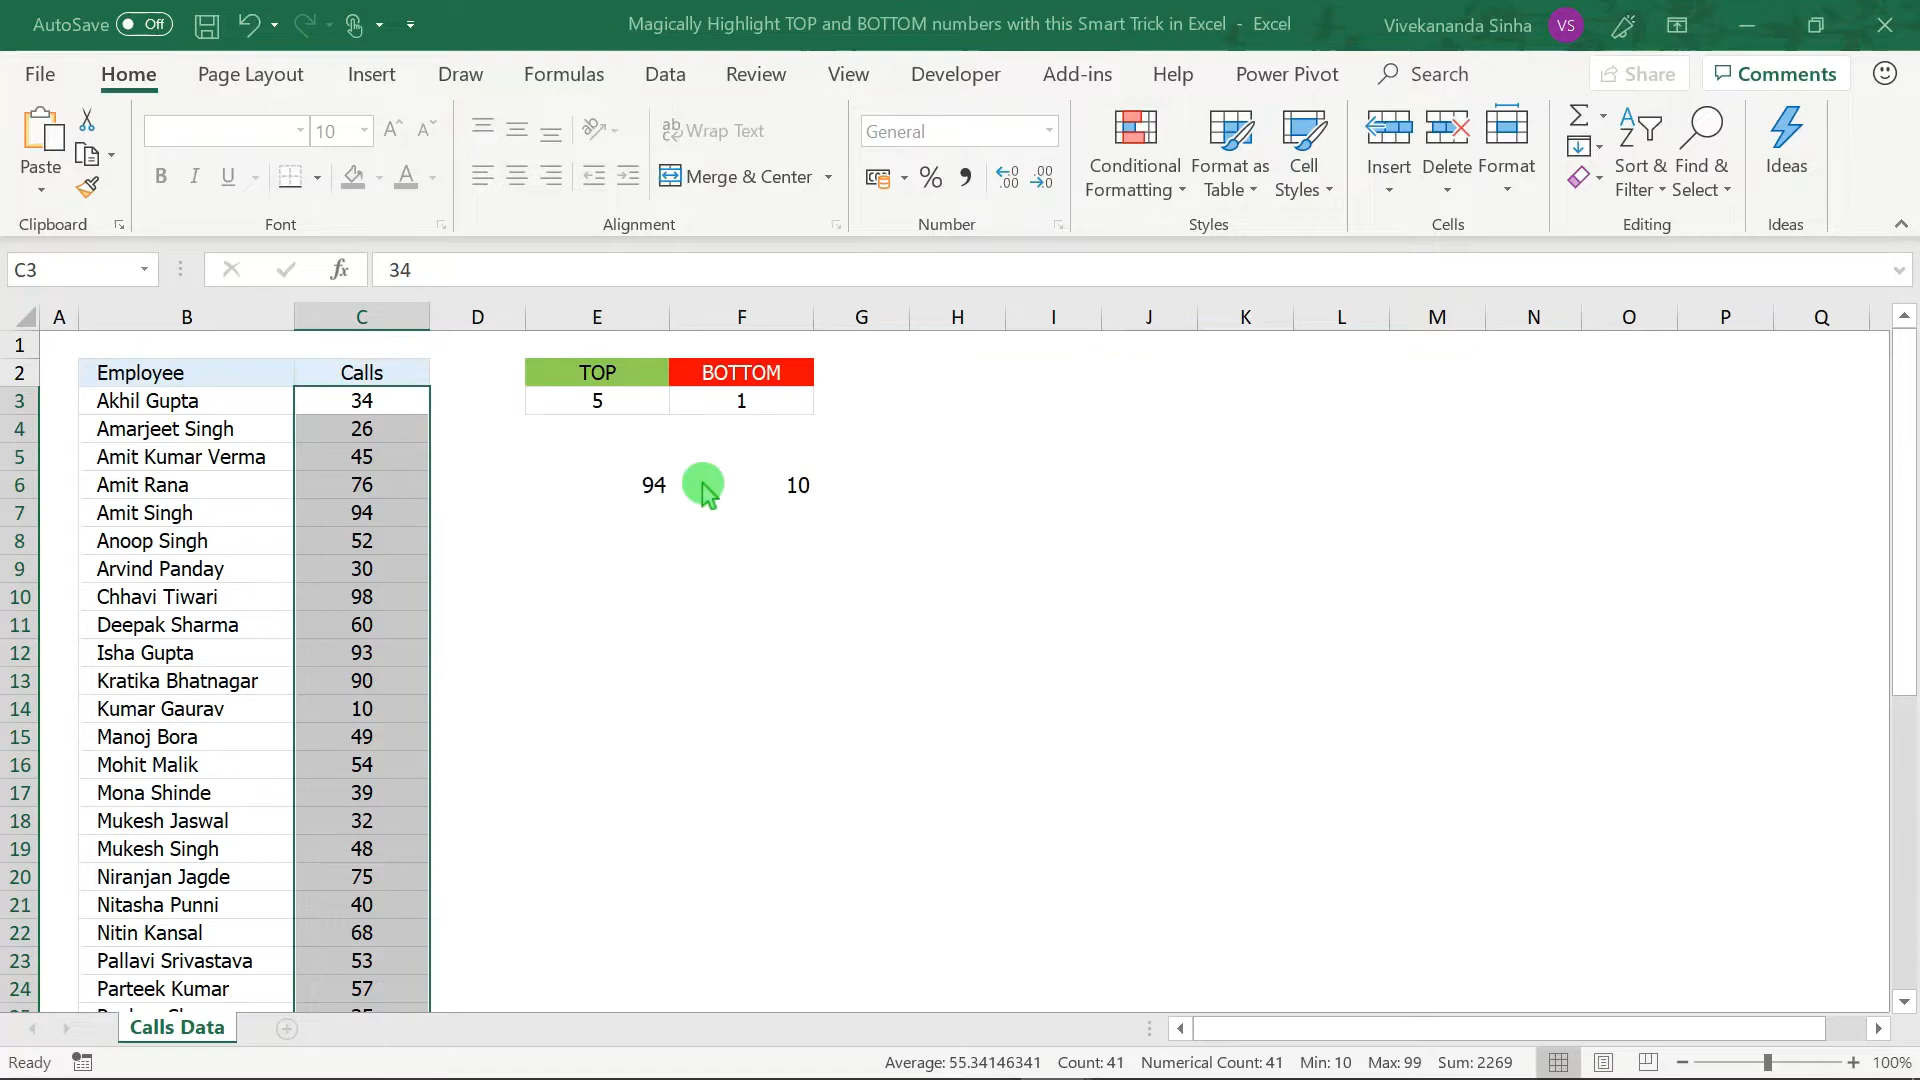 AutoSave Off
Magically Highlight TOP and BOTTOM numbers with this Smart Trick in Excel - Excel
Vivekananda Sinha VS
File Home Page Layout Insert Draw Formulas Data Review View Developer Add-ins Help Power Pivot Search Share Comments
Paste
Clipboard
10
B I U
Font
Wrap Text
Merge & Center
Alignment
General
Number
Conditional Formatting
Format as Table
Cell Styles
Styles
Insert Delete Format
Cells
Sort & Filter
Find & Select
Editing
Ideas
Ideas
C3 fx 34
A B C D E F G H I J K L M N O P Q
1
2 Employee Calls TOP BOTTOM
3 Akhil Gupta 34 5 1
4 Amarjeet Singh 26
5 Amit Kumar Verma 45
6 Amit Rana 76 94 10
7 Amit Singh 94
8 Anoop Singh 52
9 Arvind Panday 30
10 Chhavi Tiwari 98
11 Deepak Sharma 60
12 Isha Gupta 93
13 Kratika Bhatnagar 90
14 Kumar Gaurav 10
15 Manoj Bora 49
16 Mohit Malik 54
17 Mona Shinde 39
18 Mukesh Jaswal 32
19 Mukesh Singh 48
20 Niranjan Jagde 75
21 Nitasha Punni 40
22 Nitin Kansal 68
23 Pallavi Srivastava 53
24 Parteek Kumar 57
Calls Data
Ready Average: 55.34146341 Count: 41 Numerical Count: 41 Min: 10 Max: 99 Sum: 2269 100%